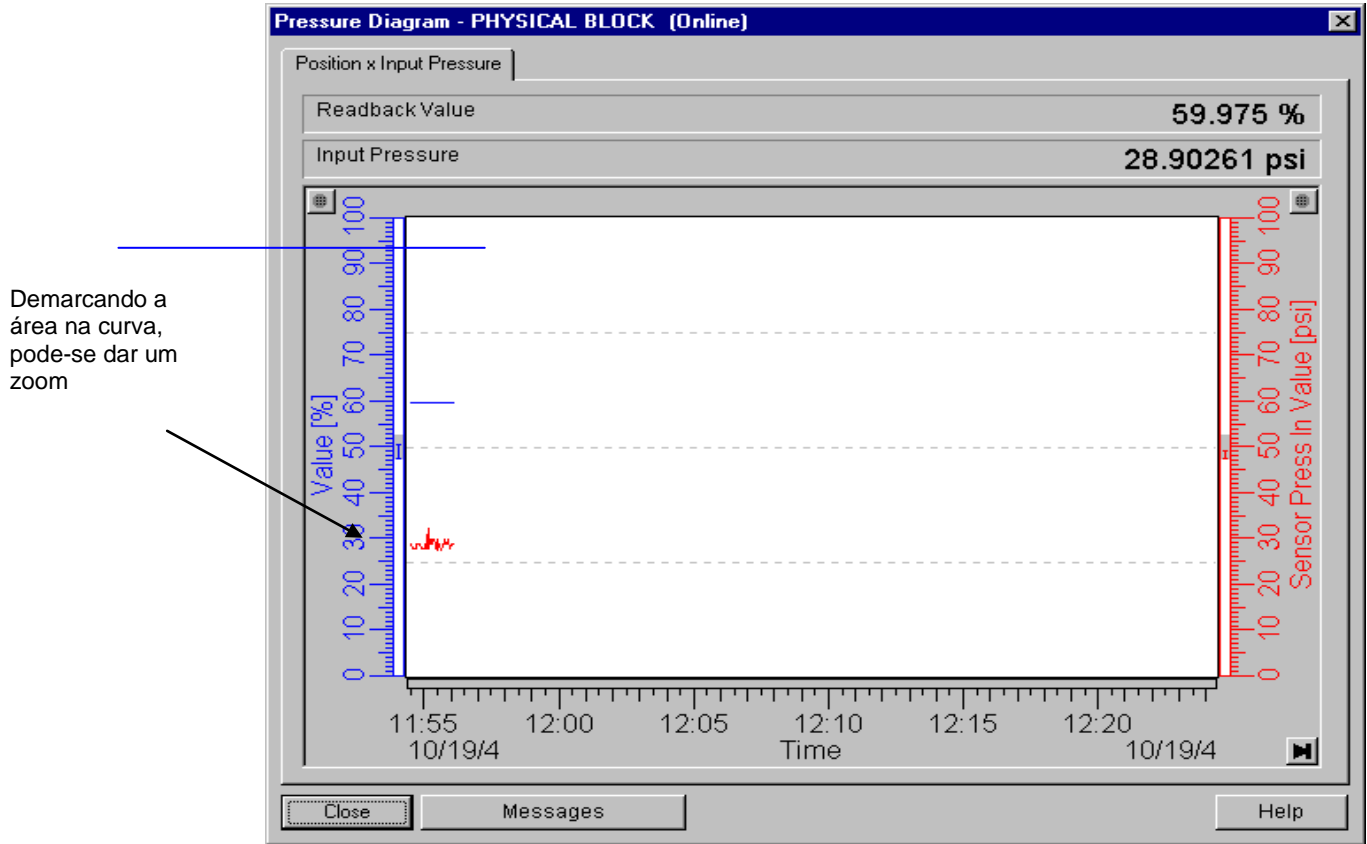 Pressure Diagram - PHYSICAL BLOCK (Online)
Position x Input Pressure
Readback Value
59.975 %
Input Pressure
28.90261 psi
Demarcando a
área na curva,
pode-se dar um
zoom
Value [%]
100
90
80
70
60
50
40
30
20
10
0
100
90
80
70
60
50
40
30
20
10
0
Sensor Press In Value [psi]
11:55 12:00 12:05 12:10 12:15 12:20
10/19/4 Time 10/19/4
Close
Messages
Help